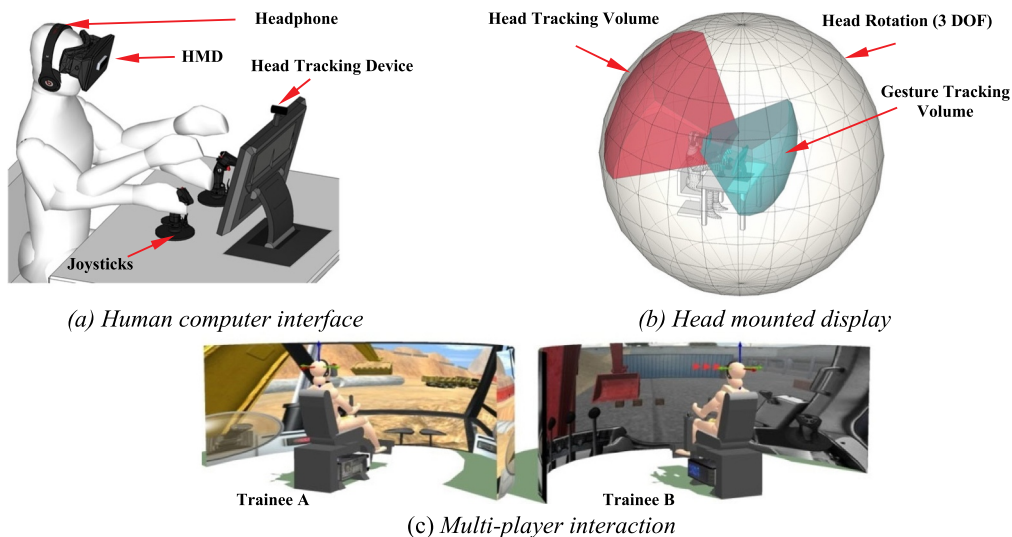 Headphone
HMD
Head Tracking Device
Joysticks
(a) Human computer interface
Head Tracking Volume
Head Rotation (3 DOF)
Gesture Tracking
Volume
(b) Head mounted display
Trainee A
Trainee B
(c) Multi-player interaction